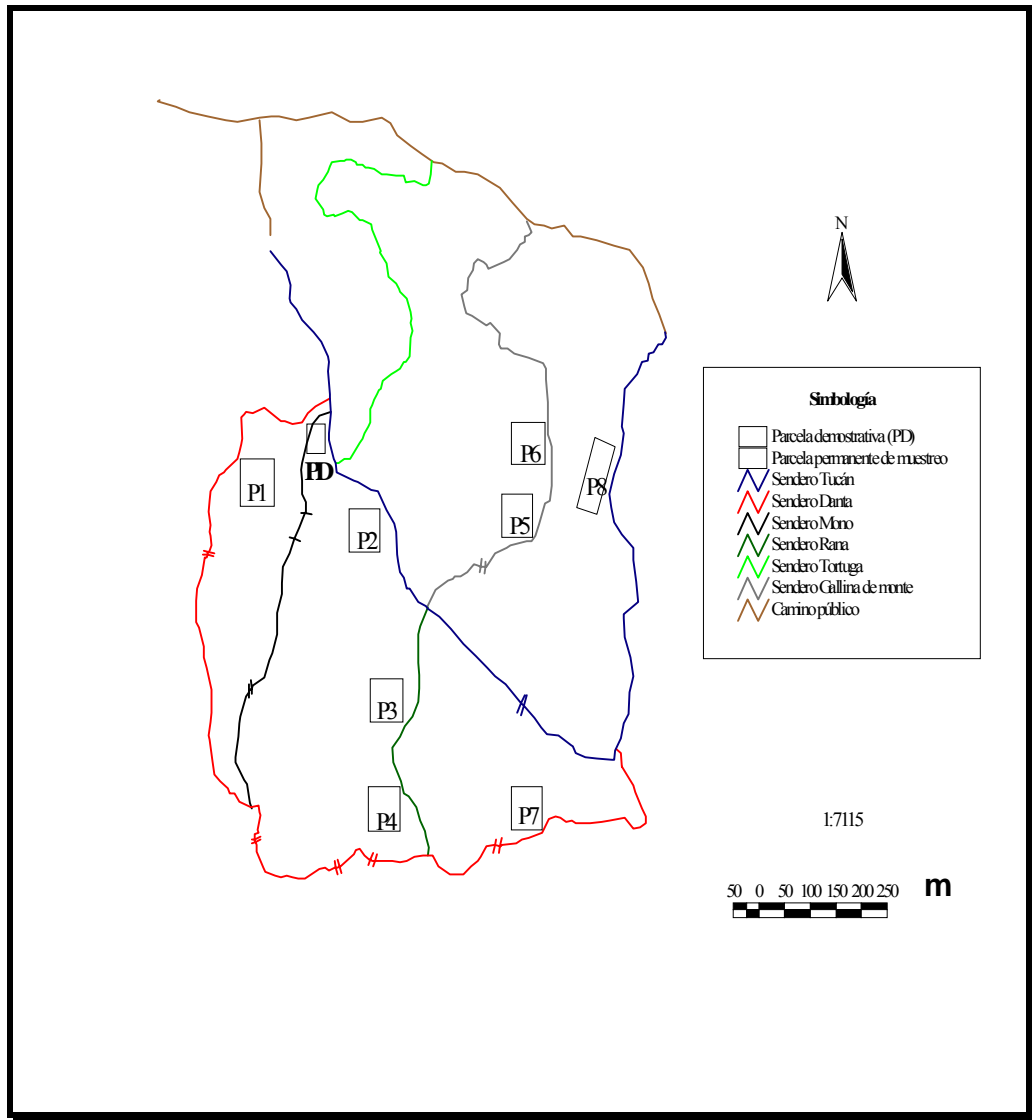 N
Simbología
Parcela demostrativa (PD)
Parcela permanente de muestreo
Sendero Tucán
Sendero Danta
Sendero Mono
Sendero Rana
Sendero Tortuga
Sendero Gallina de monte
Camino público
PD
P1
P2
P6
P5
P8
P3
P4
P7
1:7115
50 0 50 100 150 200 250 m